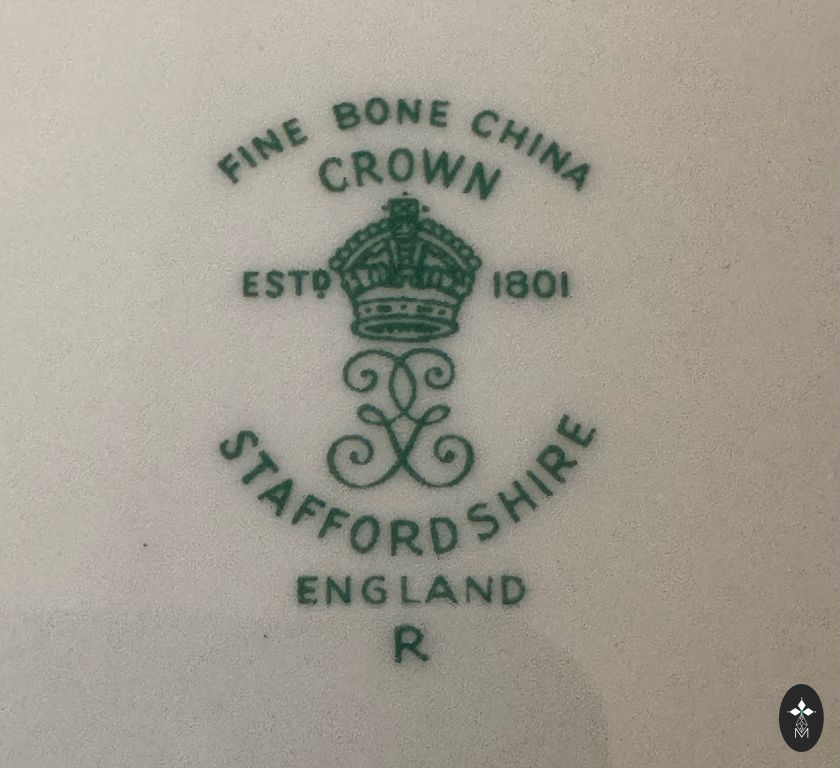 FINE BONE CHINA
CROWN
ESTD 1801
STAFFORDSHIRE
ENGLAND
R
M